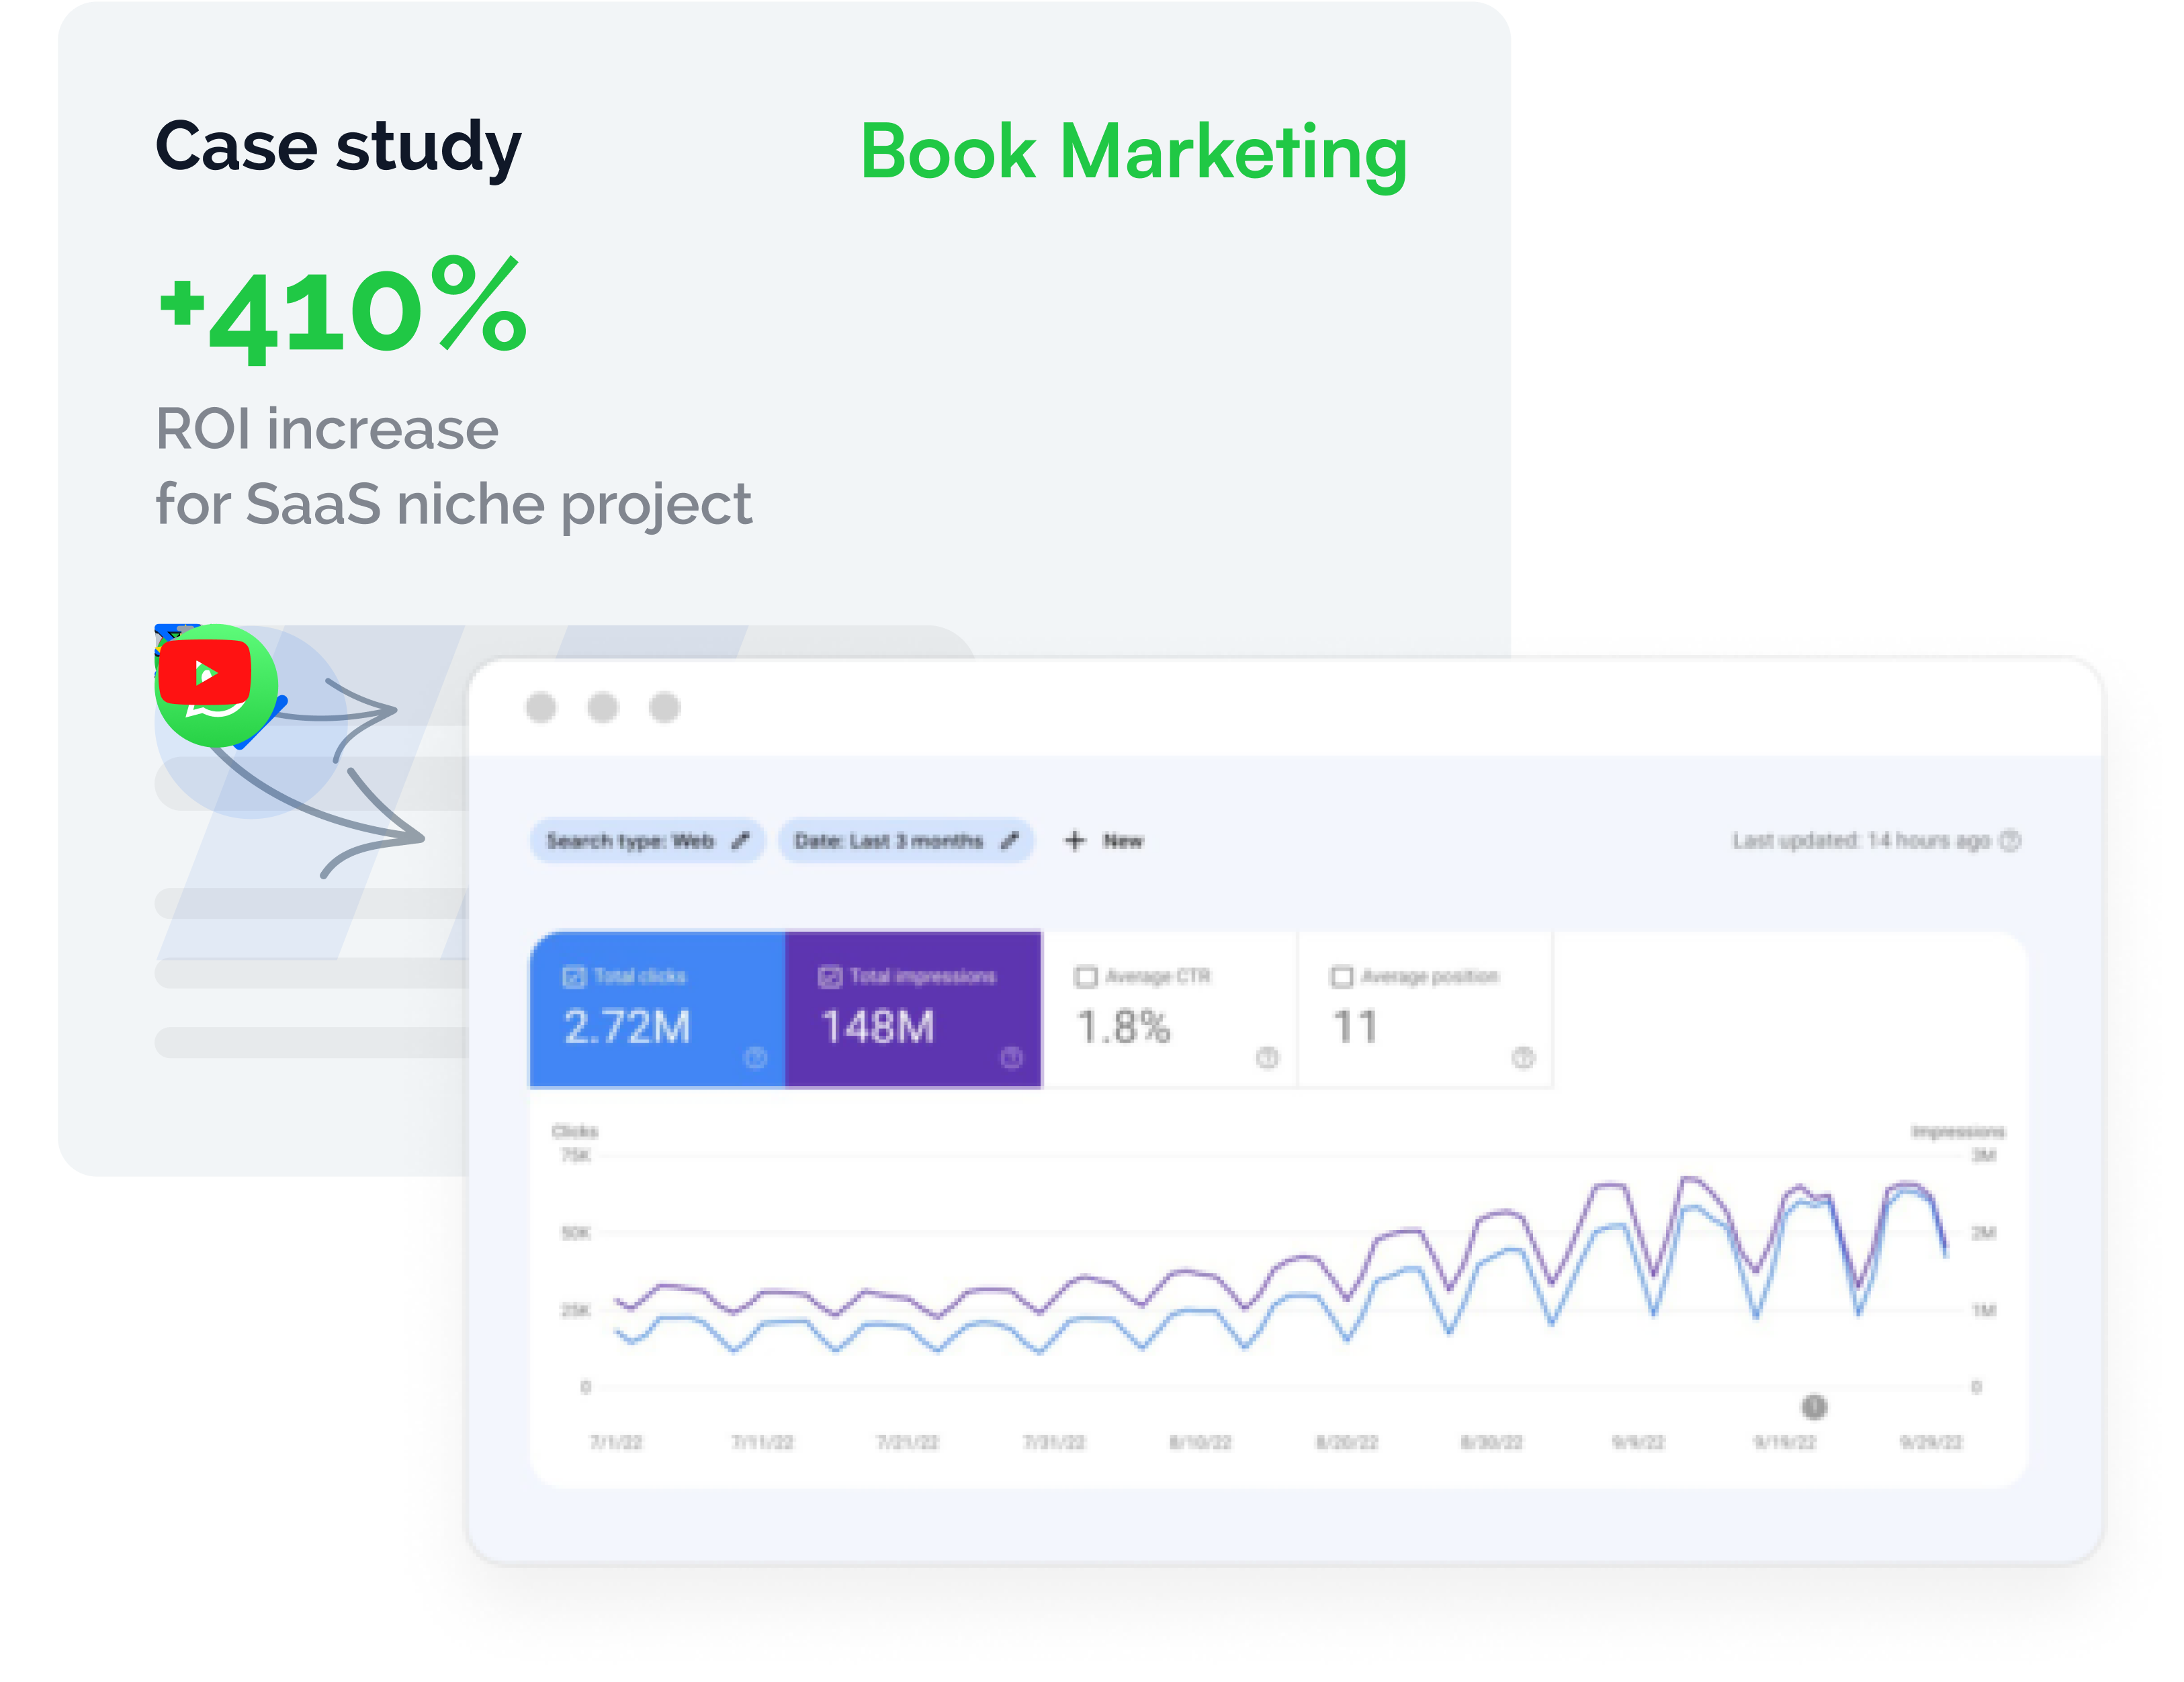 Case study
Book Marketing
+410%
ROI increase
for SaaS niche project
Search type: Web
Date: Last 3 months
+ New
Last updated: 14 hours ago
Total clicks
2.72M
Total impressions
148M
Average CTR
1.8%
Average position
11
Clicks
Impressions
75K
3M
50K
2M
25K
1M
0
0
7/1/22
7/11/22
7/21/22
7/31/22
8/10/22
8/20/22
8/30/22
9/9/22
9/19/22
9/29/22